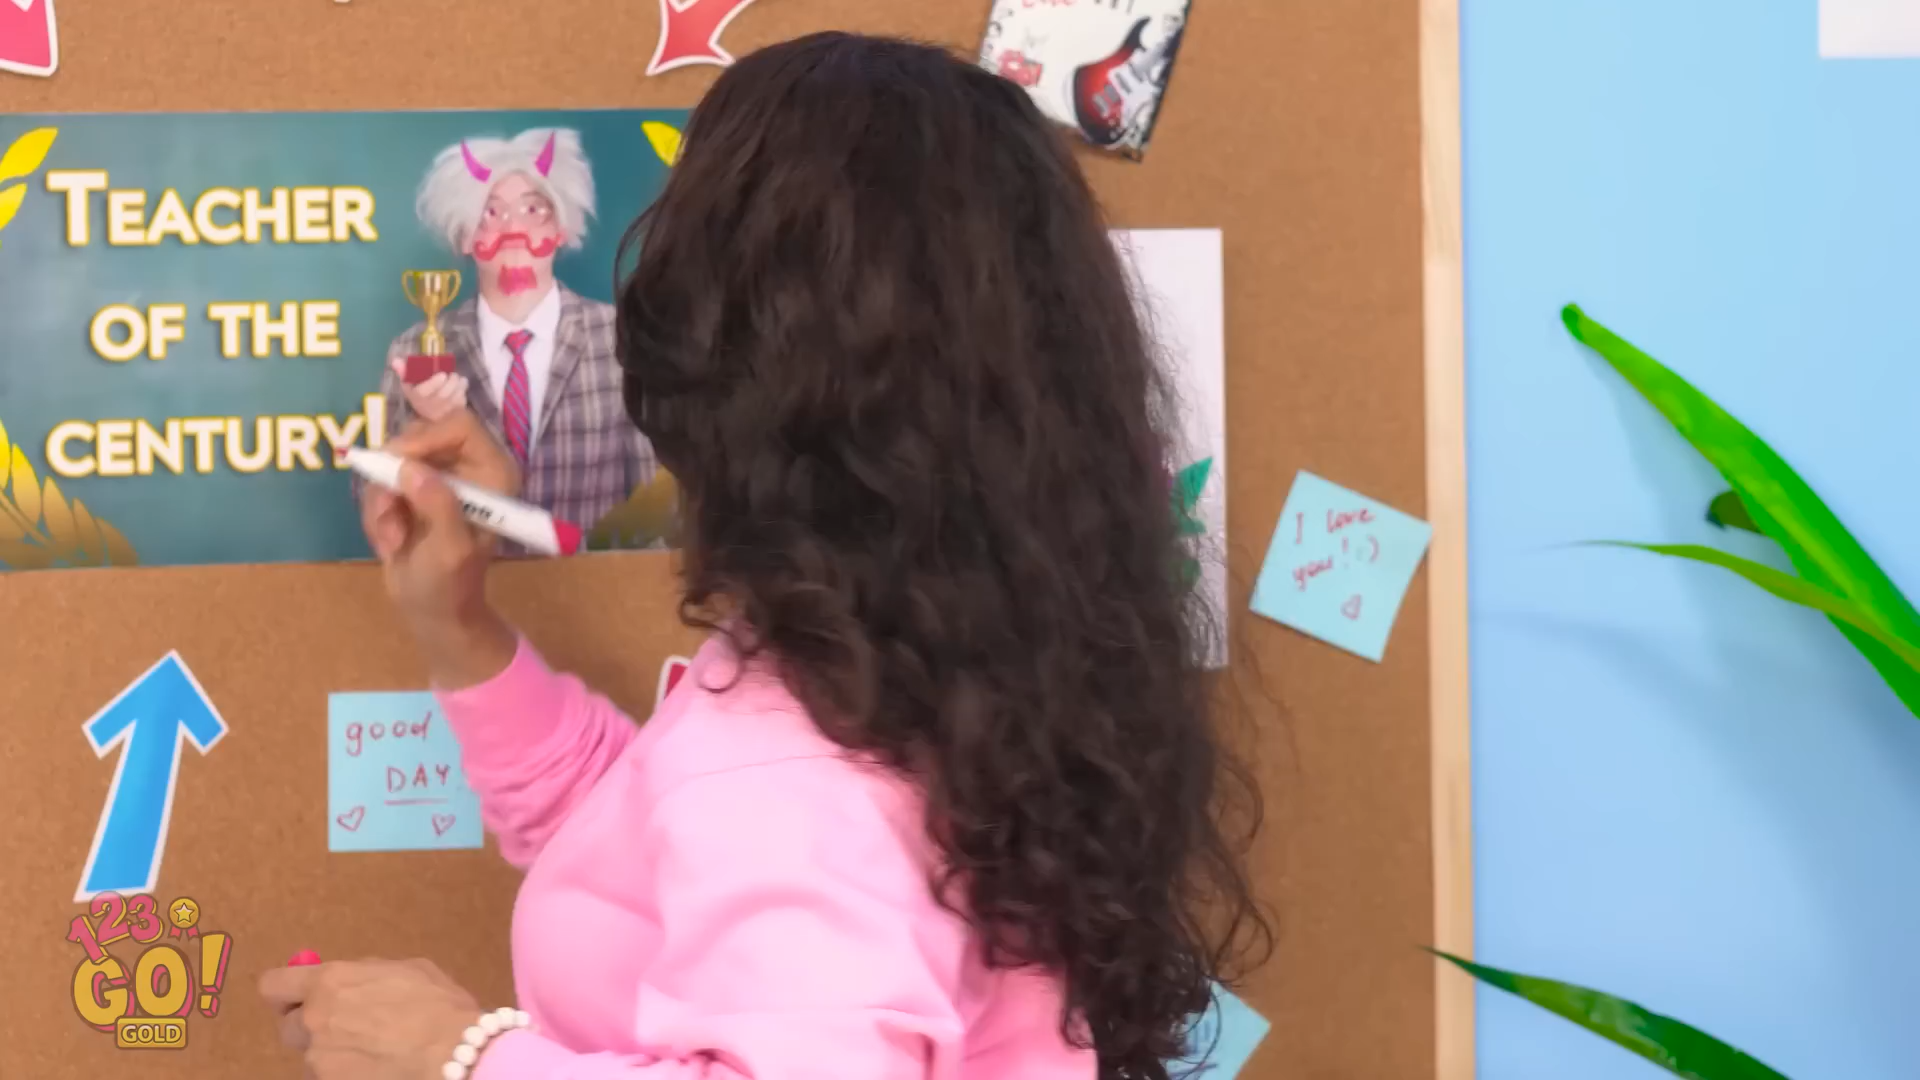 TEACHER
OF THE
CENTURY!
I love
you! :)
good
DAY
123
GO!
GOLD